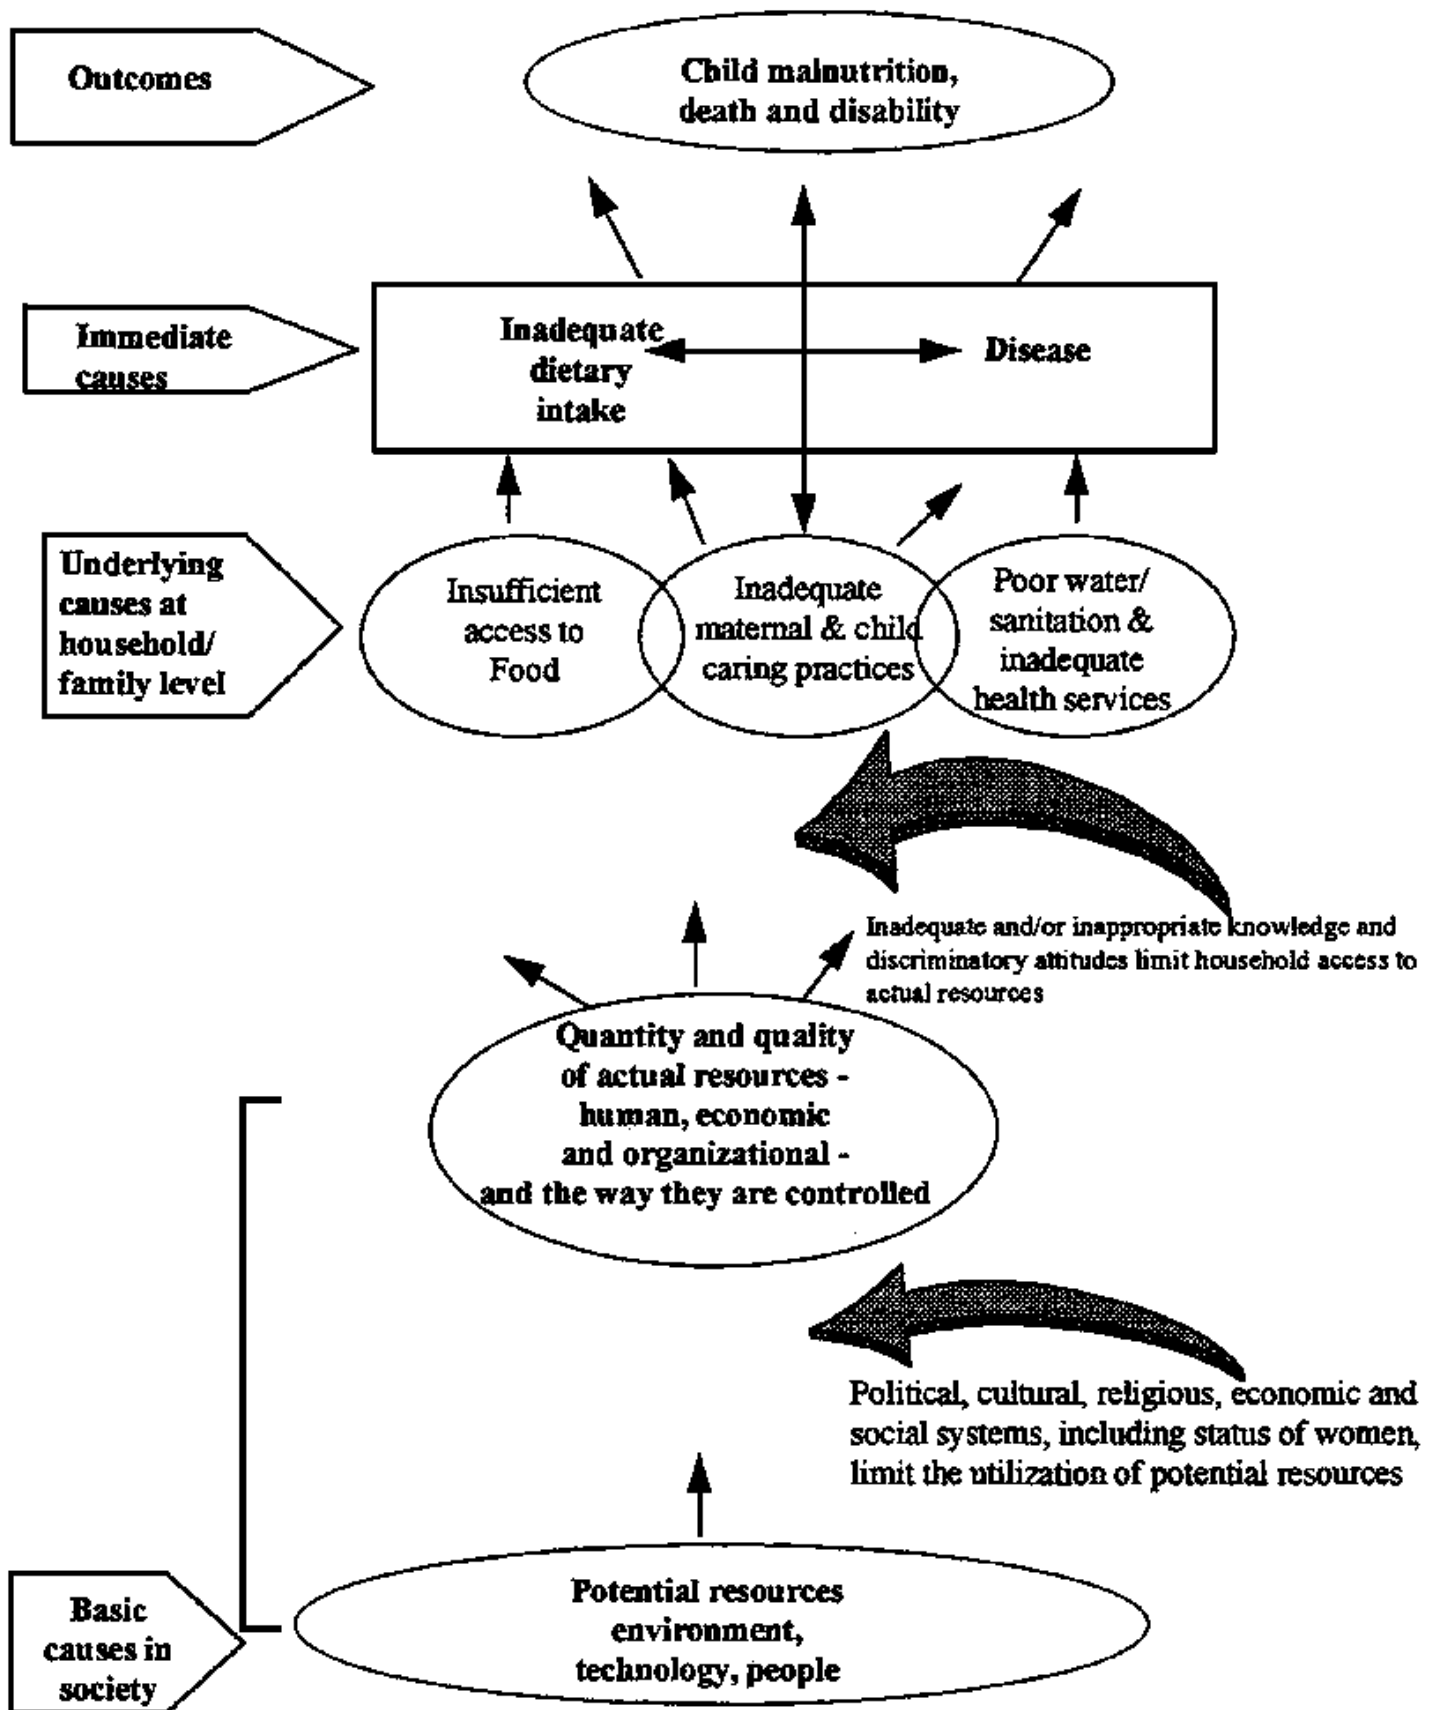 Outcomes
Child malnutrition,
death and disability
Immediate
causes
Inadequate
dietary
intake
Disease
Underlying
causes at
household/
family level
Insufficient
access to
Food
Inadequate
maternal & child
caring practices
Poor water/
sanitation &
inadequate
health services
Inadequate and/or inappropriate knowledge and
discriminatory attitudes limit household access to
actual resources
Quantity and quality
of actual resources -
human, economic
and organizational -
and the way they are controlled
Political, cultural, religious, economic and
social systems, including status of women,
limit the utilization of potential resources
Basic
causes in
society
Potential resources
environment,
technology, people